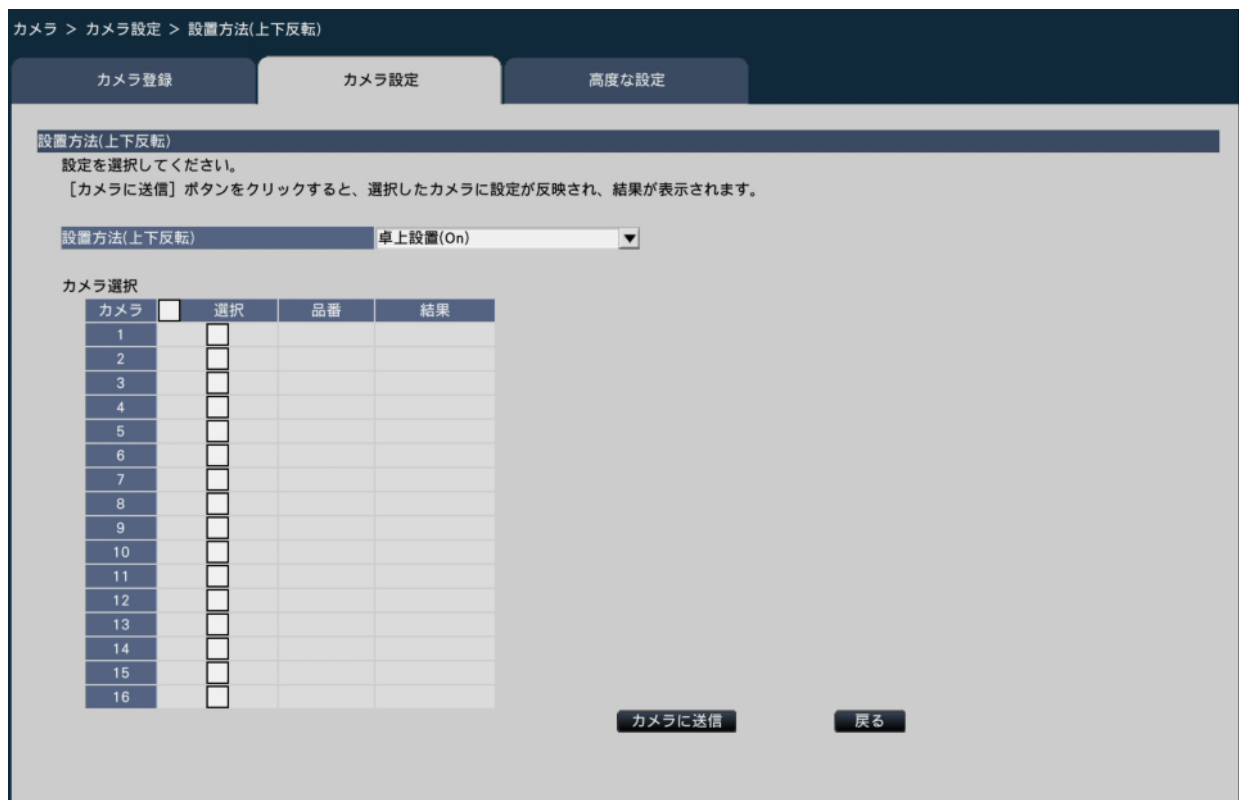 カメラ > カメラ設定 > 設置方法(上下反転)
カメラ登録 カメラ設定 高度な設定
設置方法(上下反転)
設定を選択してください。
［カメラに送信］ボタンをクリックすると、選択したカメラに設定が反映され、結果が表示されます。
設置方法(上下反転) 卓上設置(On)
カメラ選択
カメラ 選択 品番 結果
1
2
3
4
5
6
7
8
9
10
11
12
13
14
15
16
カメラに送信 戻る